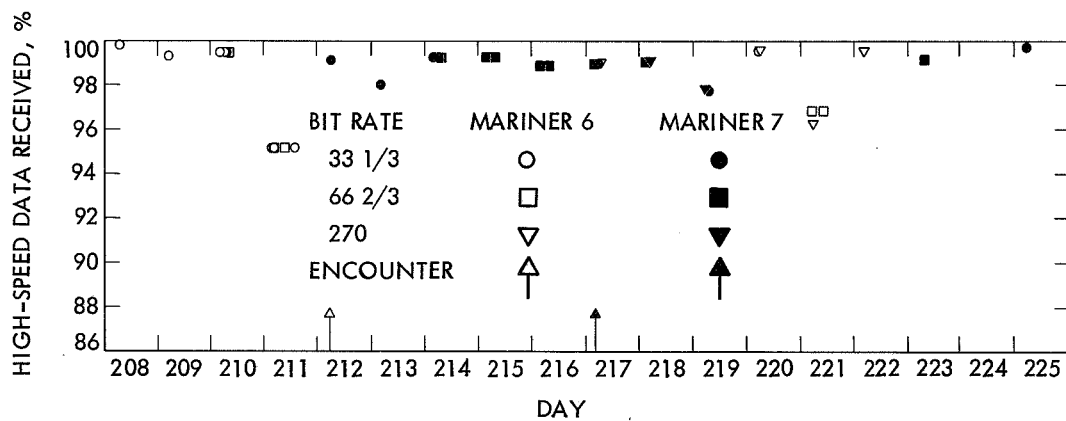 HIGH-SPEED DATA RECEIVED, %
100
98
96
94
92
90
88
86
BIT RATE MARINER 6 MARINER 7
33 1/3
66 2/3
270
ENCOUNTER
208 209 210 211 212 213 214 215 216 217 218 219 220 221 222 223 224 225
DAY